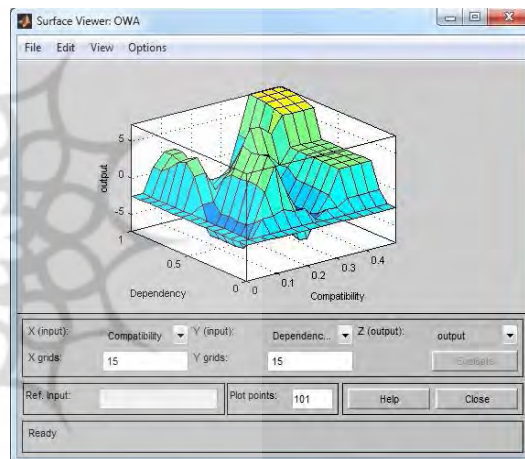 Surface Viewer: OWA
File Edit View Options
5
0
-5
output
1
0.5
0
Dependency
0
0.1
0.2
0.3
0.4
Compatibility
X (input): Compatibility Y (input): Dependenc... Z (output): output
X grids: 15 Y grids: 15 Evaluate
Ref. Input: Plot points: 101 Help Close
Ready